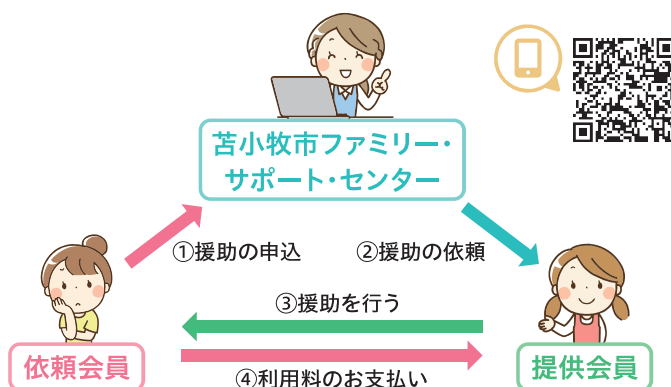 苫小牧市ファミリー・
サポート・センター
①援助の申込
②援助の依頼
③援助を行う
④利用料のお支払い
依頼会員
提供会員